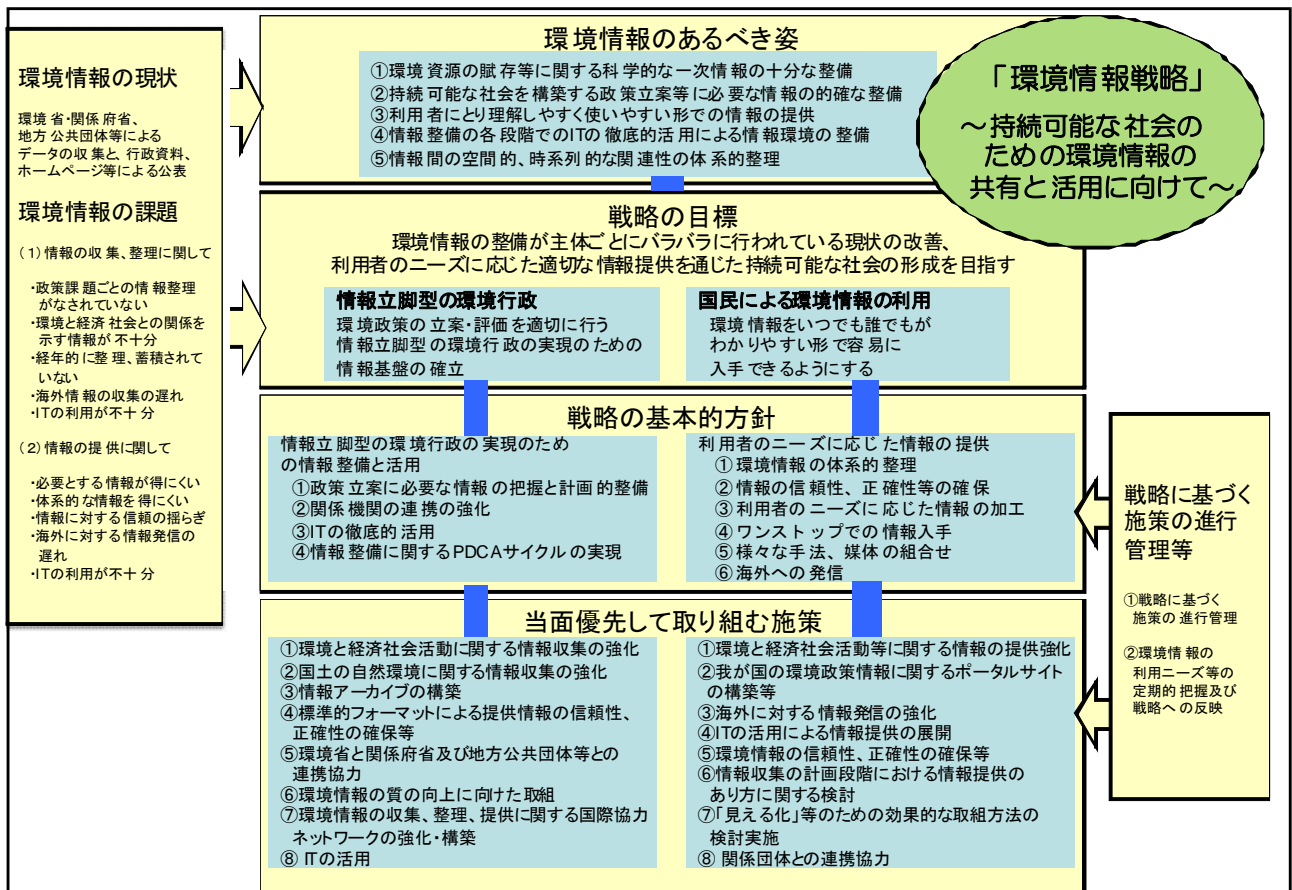 環境情報の現状
環境省・関係府省、
地方公共団体等による
データの収集と、行政資料、
ホームページ等による公表
環境情報の課題
(1)情報の収集、整理に関して
・政策課題ごとの情報整理
がなされていない
・環境と経済社会との関係を
示す情報が不十分
・経年的に整理、蓄積されて
いない
・海外情報の収集の遅れ
・ITの利用が不十分
(2)情報の提供に関して
・必要とする情報が得にくい
・体系的な情報を得にくい
・情報に対する信頼の揺らぎ
・海外に対する情報発信の
遅れ
・ITの利用が不十分
環境情報のあるべき姿
①環境資源の賦存等に関する科学的な一次情報の十分な整備
②持続可能な社会を構築する政策立案等に必要な情報の的確な整備
③利用者にとり理解しやすく使いやすい形での情報の提供
④情報整備の各段階でのITの徹底的活用による情報環境の整備
⑤情報間の空間的、時系列的な関連性の体系的整理
「環境情報戦略」
～持続可能な社会の
ための環境情報の
共有と活用に向けて～
戦略の目標
環境情報の整備が主体ごとにバラバラに行われている現状の改善、
利用者のニーズに応じた適切な情報提供を通じた持続可能な社会の形成を目指す
情報立脚型の環境行政
環境政策の立案・評価を適切に行う
情報立脚型の環境行政の実現のための
情報基盤の確立
国民による環境情報の利用
環境情報をいつでも誰でもが
わかりやすい形で容易に
入手できるようにする
戦略の基本的方針
情報立脚型の環境行政の実現のため
の情報整備と活用
①政策立案に必要な情報の把握と計画的整備
②関係機関の連携の強化
③ITの徹底的活用
④情報整備に関するPDCAサイクルの実現
利用者のニーズに応じた情報の提供
①環境情報の体系的整理
②情報の信頼性、正確性等の確保
③利用者のニーズに応じた情報の加工
④ワンストップでの情報入手
⑤様々な手法、媒体の組合せ
⑥海外への発信
当面優先して取り組む施策
①環境と経済社会活動に関する情報収集の強化
②国土の自然環境に関する情報収集の強化
③情報アーカイブの構築
④標準的フォーマットによる提供情報の信頼性、
正確性の確保等
⑤環境省と関係府省及び地方公共団体等との
連携協力
⑥環境情報の質の向上に向けた取組
⑦環境情報の収集、整理、提供に関する国際協力
ネットワークの強化・構築
⑧ITの活用
①環境と経済社会活動等に関する情報の提供強化
②我が国の環境政策情報に関するポータルサイト
の構築等
③海外に対する情報発信の強化
④ITの活用による情報提供の展開
⑤環境情報の信頼性、正確性の確保等
⑥情報収集の計画段階における情報提供の
あり方に関する検討
⑦「見える化」等のための効果的な取組方法の
検討実施
⑧関係団体との連携協力
戦略に基づく
施策の進行
管理等
①戦略に基づく
施策の進行管理
②環境情報の
利用ニーズ等の
定期的把握及び
戦略への反映